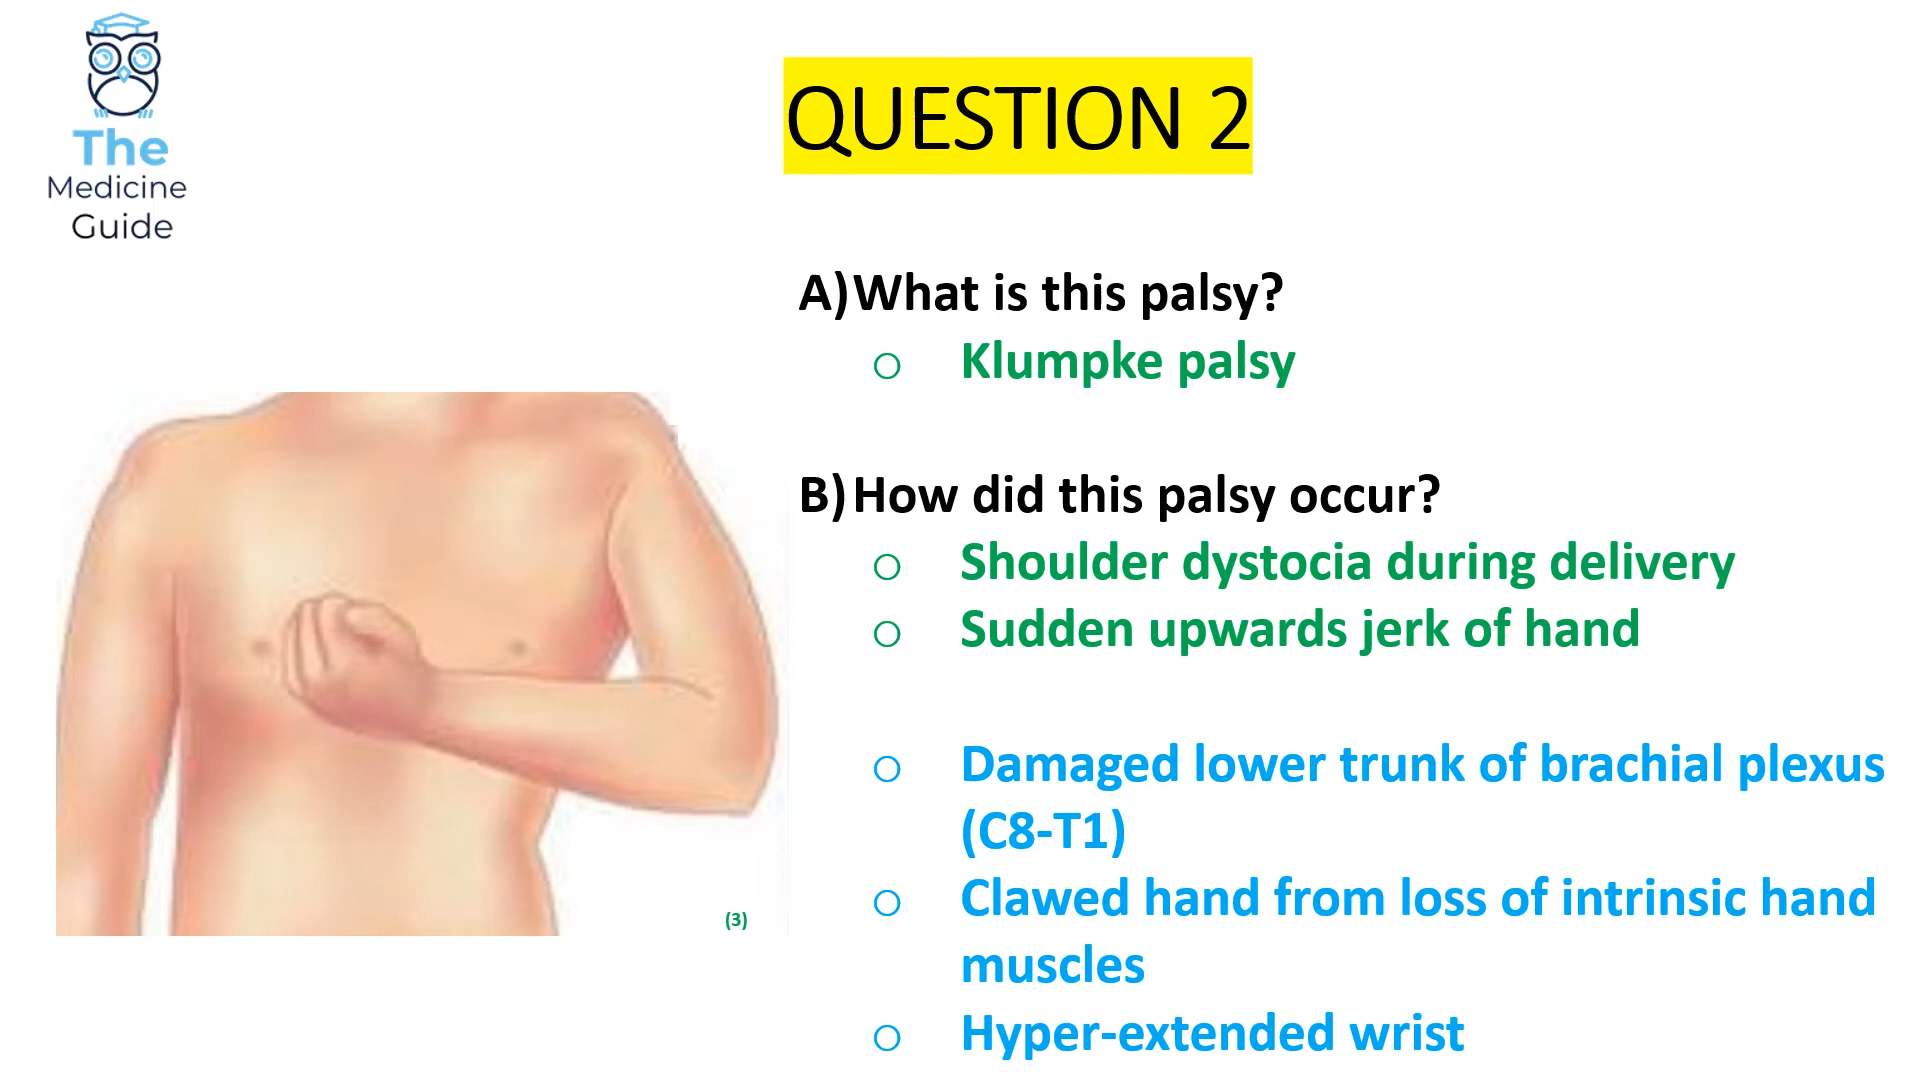 The
Medicine
Guide
QUESTION 2
A) What is this palsy?
o Klumpke palsy
B) How did this palsy occur?
o Shoulder dystocia during delivery
o Sudden upwards jerk of hand
o Damaged lower trunk of brachial plexus
(C8-T1)
o Clawed hand from loss of intrinsic hand
muscles
o Hyper-extended wrist
(3)